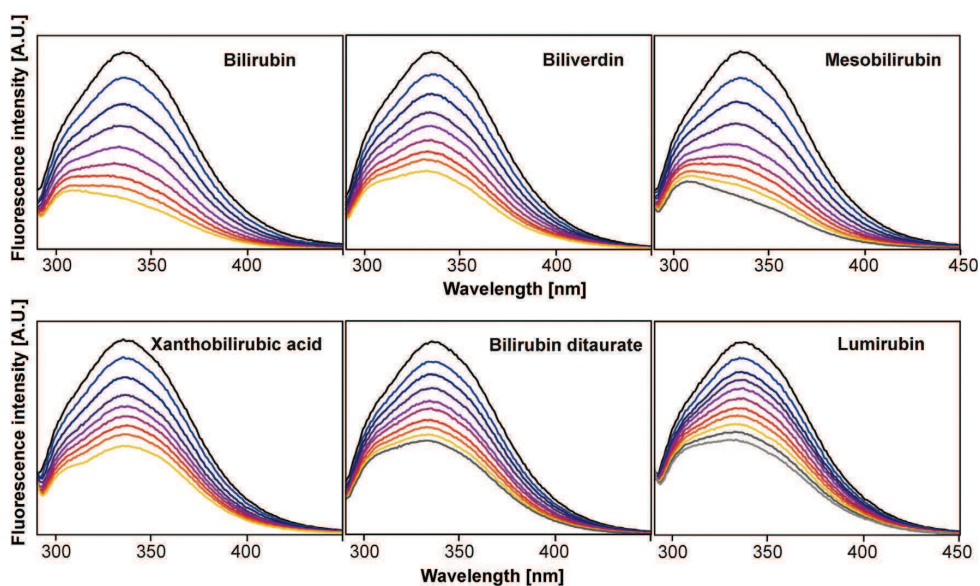 Fluorescence intensity [A.U.]
Bilirubin
Biliverdin
Mesobilirubin
300 350 400 300 350 400 300 350 400 450
Wavelength [nm]
Fluorescence intensity [A.U.]
Xanthobilirubic acid
Bilirubin ditaurate
Lumirubin
300 350 400 300 350 400 300 350 400 450
Wavelength [nm]